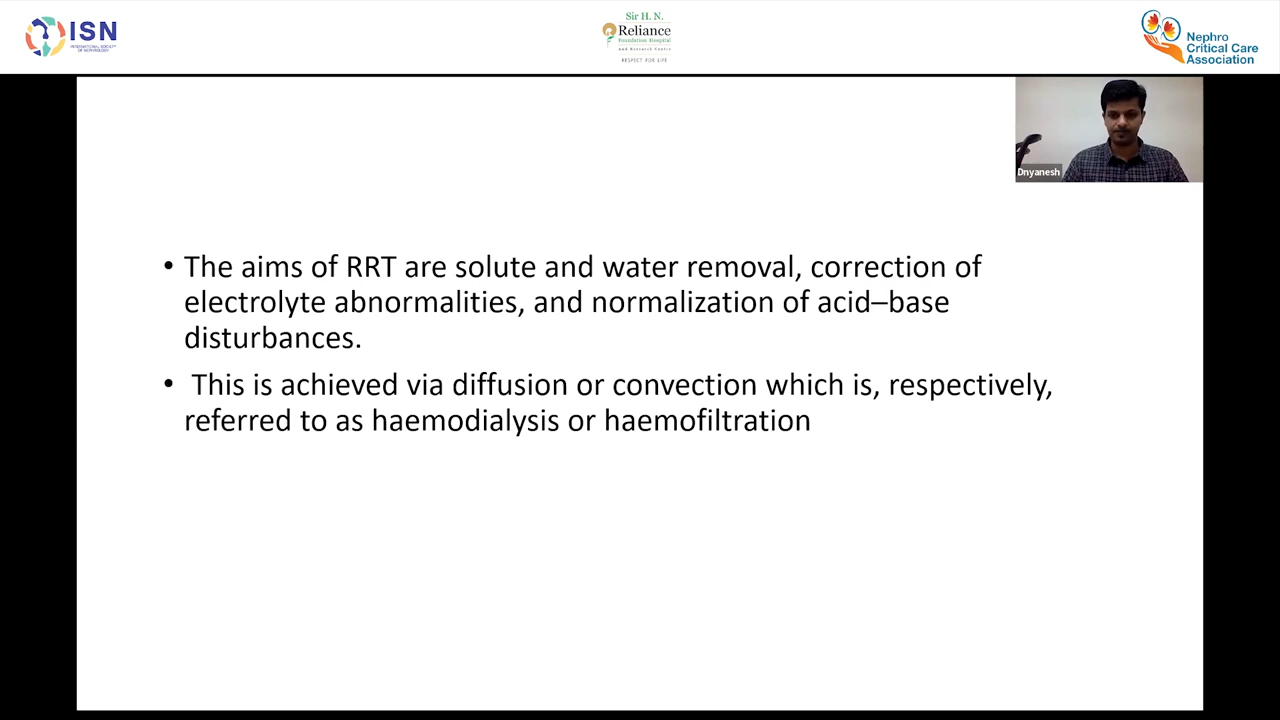 ISN
INTERNATIONAL SOCIETY
OF NEPHROLOGY
Sir H. N.
Reliance
Foundation Hospital
and Research Centre
RESPECT FOR LIFE
Nephro
Critical Care
Association
Dnyanesh
• The aims of RRT are solute and water removal, correction of
electrolyte abnormalities, and normalization of acid–base
disturbances.
• This is achieved via diffusion or convection which is, respectively,
referred to as haemodialysis or haemofiltration